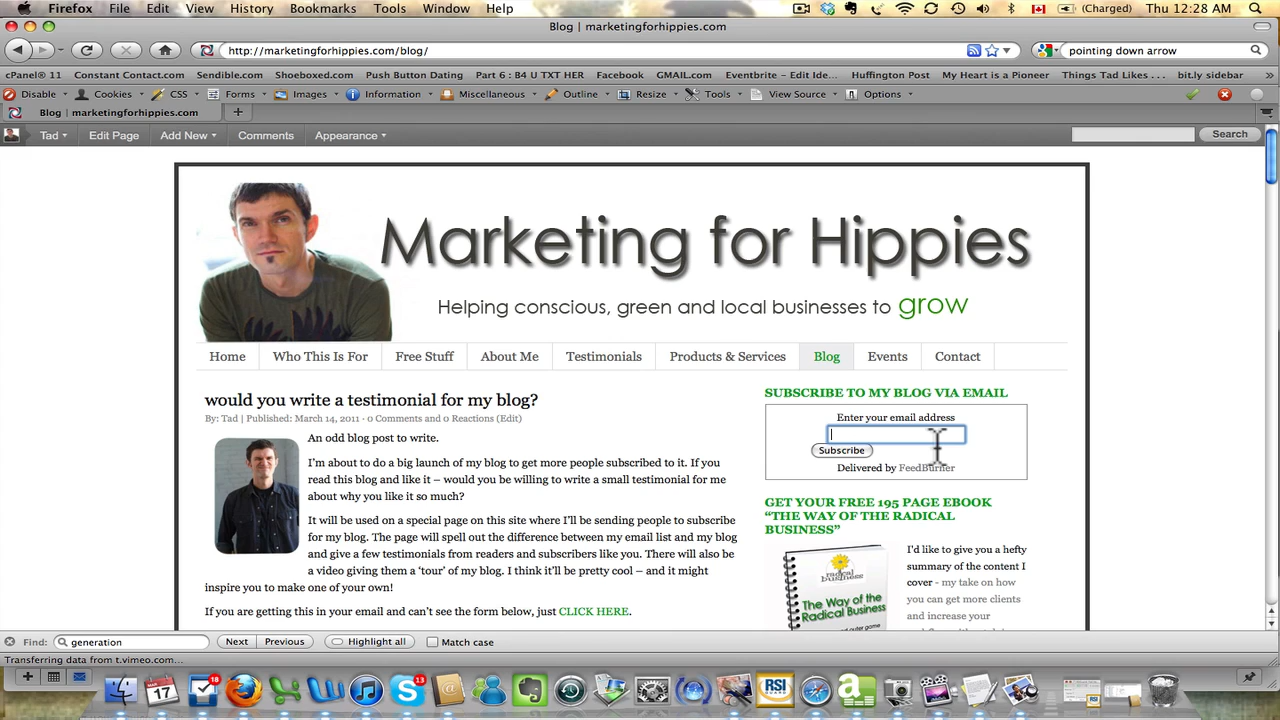 Firefox File Edit View History Bookmarks Tools Window Help (Charged) Thu 12:28 AM
Blog | marketingforhippies.com
http://marketingforhippies.com/blog/ pointing down arrow
cPanel® 11 Constant Contact.com Sendible.com Shoeboxed.com Push Button Dating Part 6 : B4 U TXT HER Facebook GMAIL.com Eventbrite - Edit Ide... Huffington Post My Heart is a Pioneer Things Tad Likes ... bit.ly sidebar »
Disable Cookies CSS Forms Images Information Miscellaneous Outline Resize Tools View Source Options
Blog | marketingforhippies.com
Tad Edit Page Add New Comments Appearance Search
Marketing for Hippies
Helping conscious, green and local businesses to grow
Home Who This Is For Free Stuff About Me Testimonials Products & Services Blog Events Contact
would you write a testimonial for my blog?
By: Tad | Published: March 14, 2011 · 0 Comments and 0 Reactions (Edit)
An odd blog post to write.
I'm about to do a big launch of my blog to get more people subscribed to it. If you
read this blog and like it – would you be willing to write a small testimonial for me
about why you like it so much?
It will be used on a special page on this site where I'll be sending people to subscribe
for my blog. The page will spell out the difference between my email list and my blog
and give a few testimonials from readers and subscribers like you. There will also be
a video giving them a 'tour' of my blog. I think it'll be pretty cool – and it might
inspire you to make one of your own!
If you are getting this in your email and can't see the form below, just CLICK HERE.
SUBSCRIBE TO MY BLOG VIA EMAIL
Enter your email address
Subscribe
Delivered by FeedBurner
GET YOUR FREE 195 PAGE EBOOK
“THE WAY OF THE RADICAL
BUSINESS”
radical
business
The Way of the
Radical Business
I'd like to give you a hefty
summary of the content I
cover - my take on how
you can get more clients
and increase your
Find: generation Next Previous Highlight all Match case
Transferring data from t.vimeo.com...
MAR
17
18
13
RSI